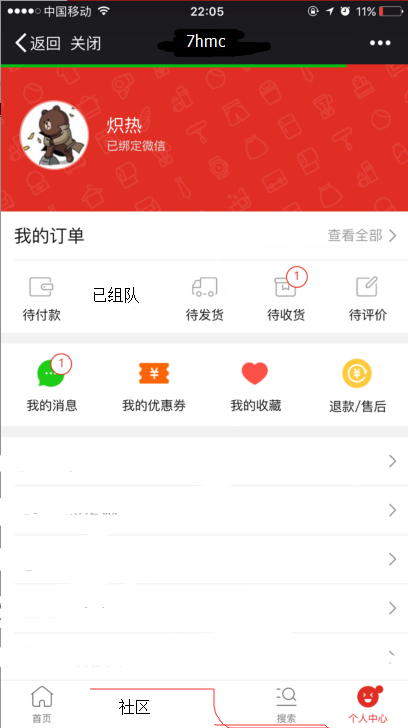 中国移动 22:05 11%
返回 关闭 7hmc
炽热
已绑定微信
我的订单 查看全部
1
待付款 已组队 待发货 待收货 待评价
1
我的消息 我的优惠券 我的收藏 退款/售后
首页 社区 搜索 个人中心